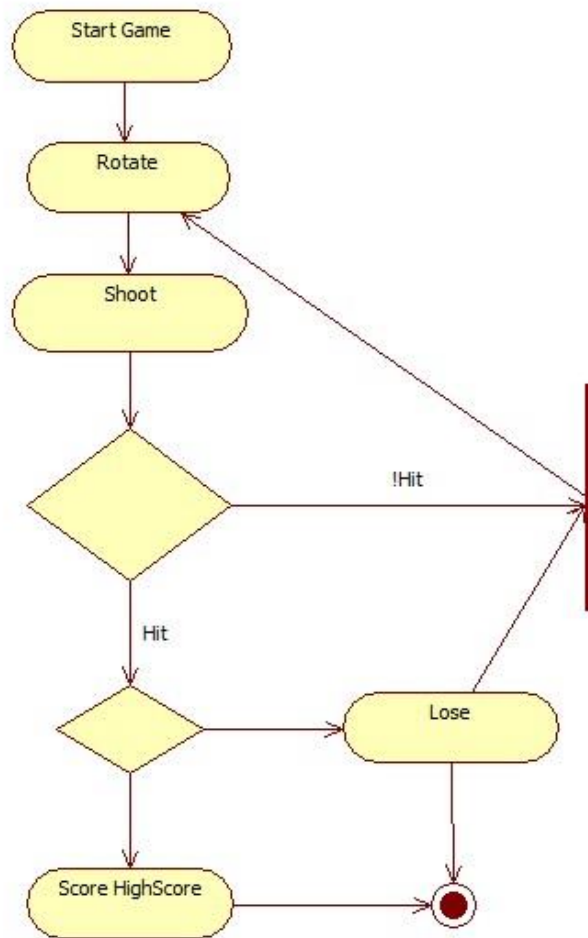 Start Game
Rotate
Shoot
!Hit
Hit
Lose
Score HighScore